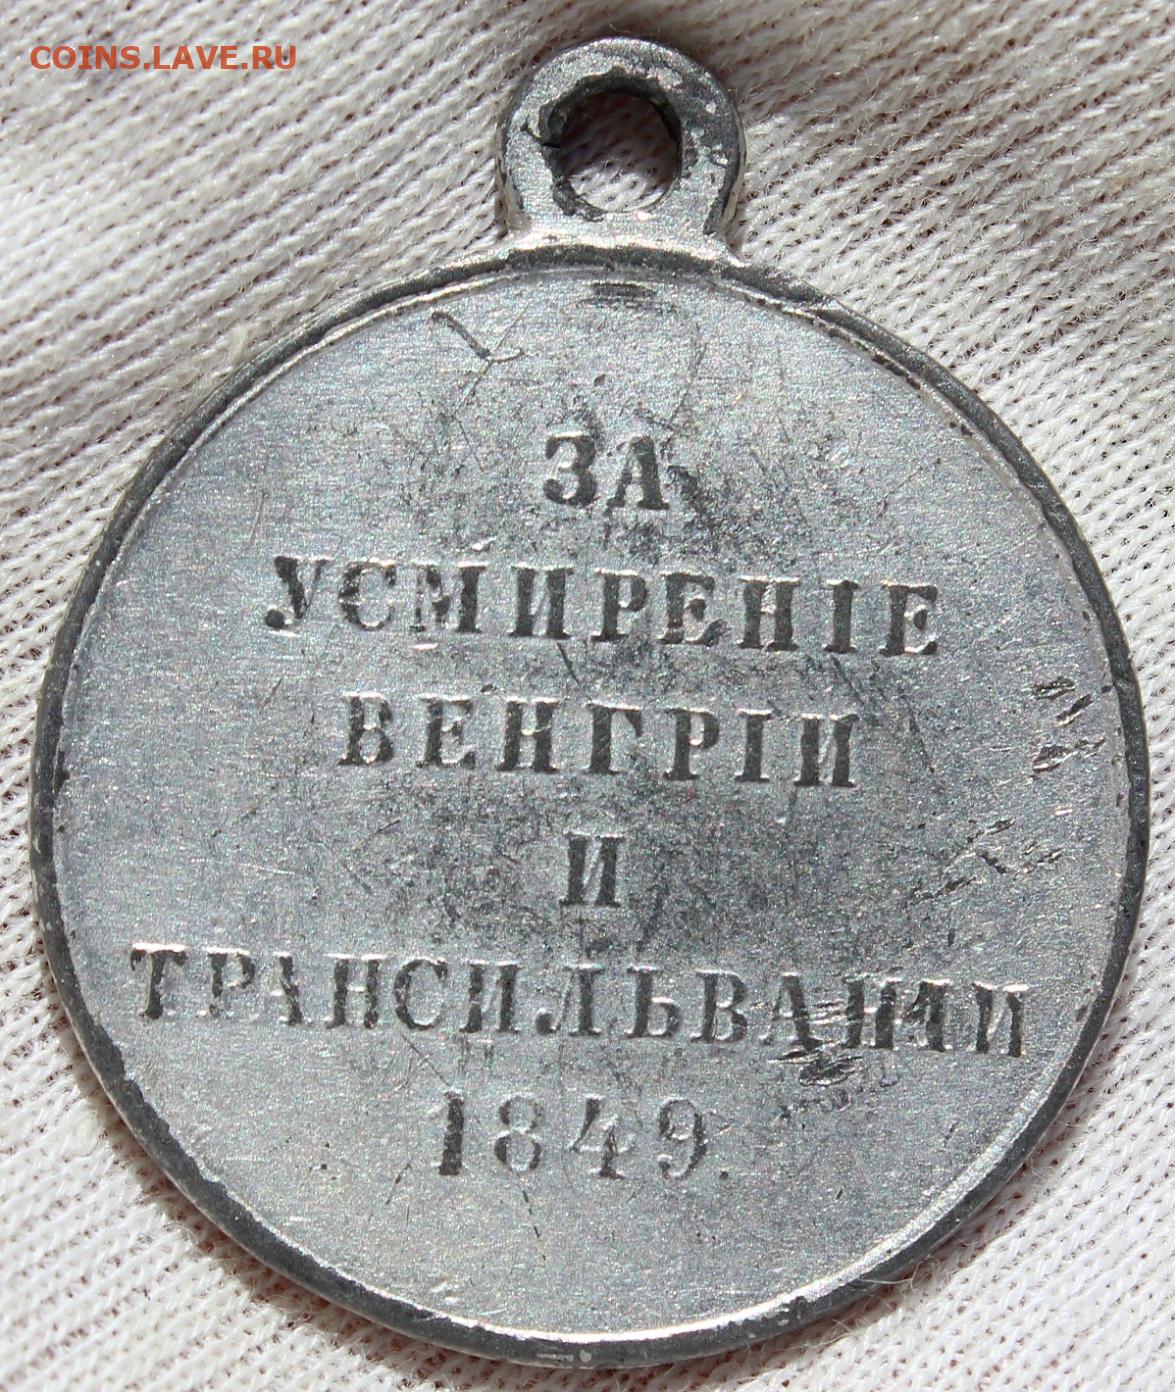 COINS.LAVE.RU
ЗА
УСМИРЕНІЕ
ВЕНГРІИ
И
ТРАНСИЛЬВАНІИ
1849.